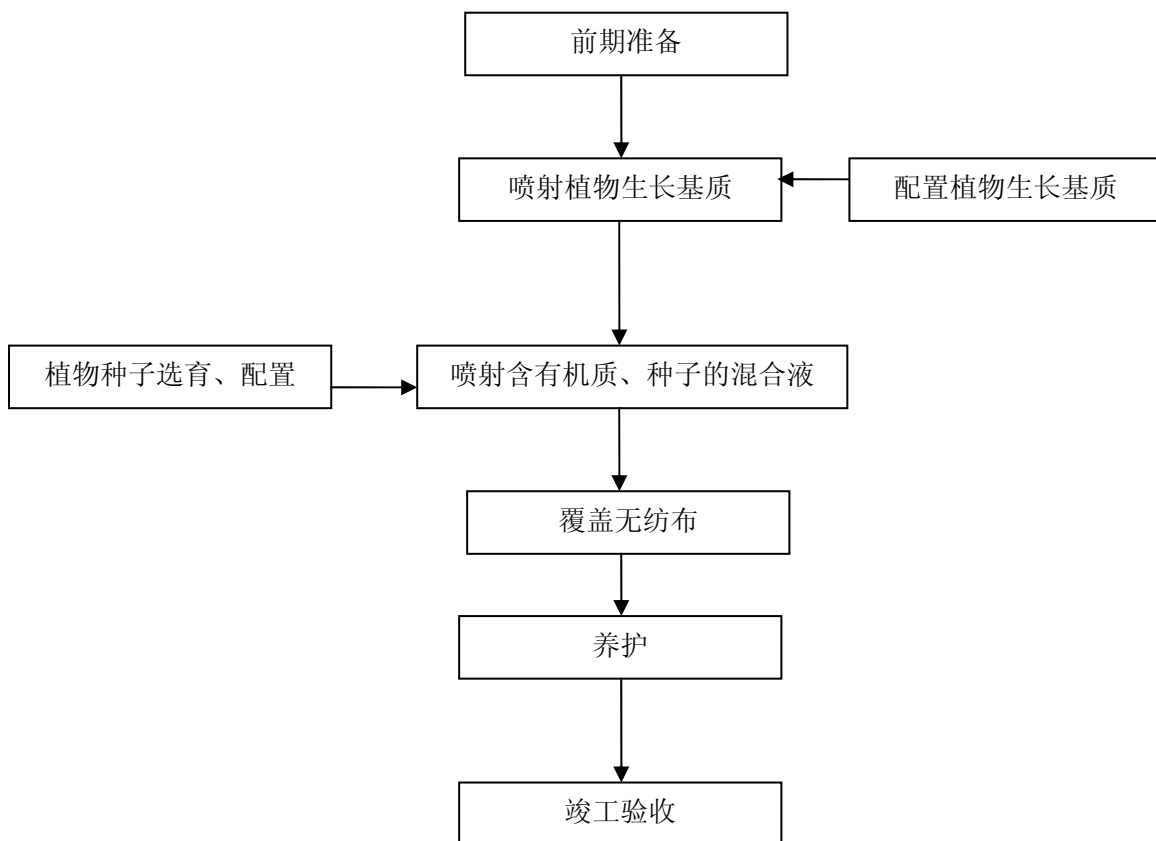 前期准备
喷射植物生长基质
配置植物生长基质
植物种子选育、配置
喷射含有机质、种子的混合液
覆盖无纺布
养护
竣工验收